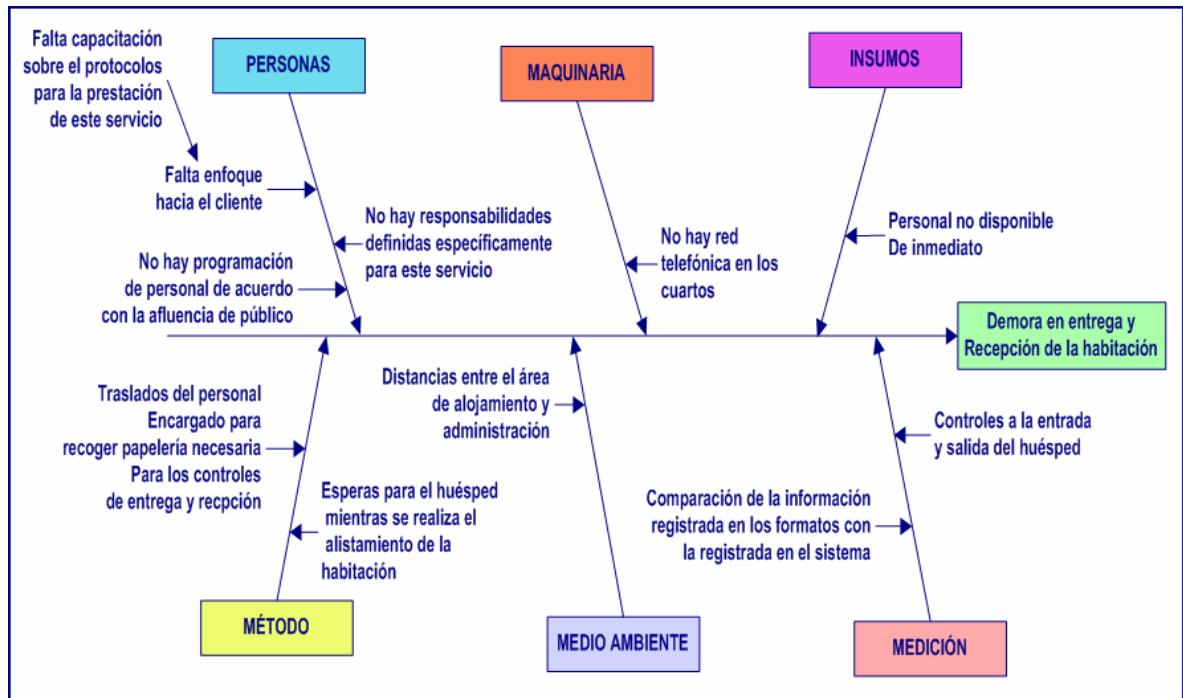 Falta capacitación
sobre el protocolos
para la prestación
de este servicio
PERSONAS
MAQUINARIA
INSUMOS
Falta enfoque
hacia el cliente
No hay responsabilidades
definidas específicamente
para este servicio
No hay programación
de personal de acuerdo
con la afluencia de público
No hay red
telefónica en los
cuartos
Personal no disponible
De inmediato
Demora en entrega y
Recepción de la habitación
Traslados del personal
Encargado para
recoger papelería necesaria
Para los controles
de entrega y recpción
Esperas para el huésped
mientras se realiza el
alistamiento de la
habitación
Distancias entre el área
de alojamiento y
administración
Controles a la entrada
y salida del huésped
Comparación de la información
registrada en los formatos con
la registrada en el sistema
MÉTODO
MEDIO AMBIENTE
MEDICIÓN